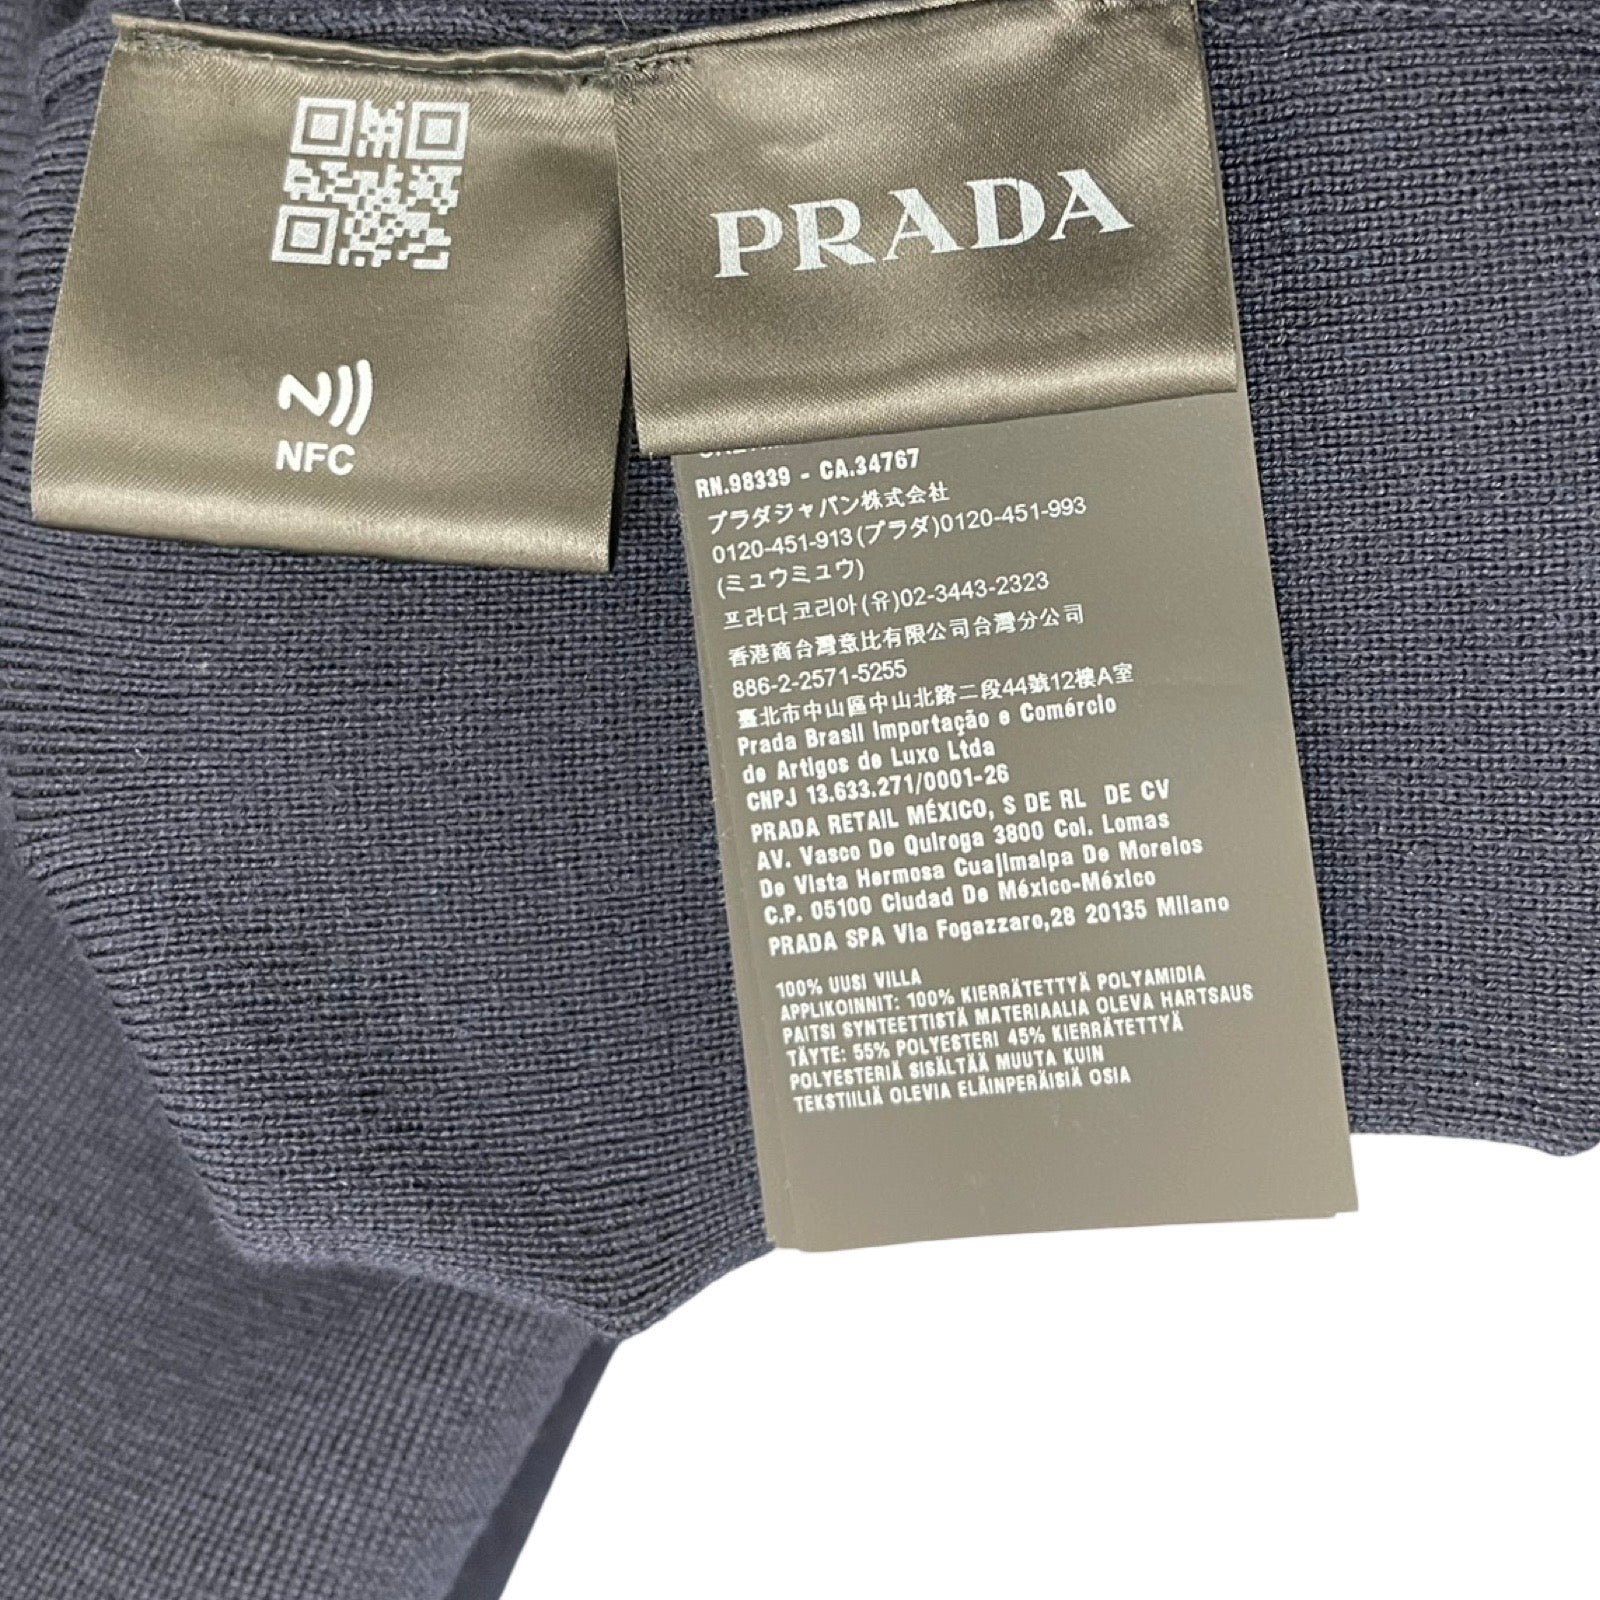 NFC
PRADA
RN.98339 - CA.34767
プラダジャパン株式会社
0120-451-913(プラダ)0120-451-993
(ミュウミュウ)
프라다코리아(유)02-3443-2323
香港商台灣意比有限公司台灣分公司
886-2-2571-5255
臺北市中山區中山北路二段44號12樓A室
Prada Brasil Importação e Comércio
de Artigos de Luxo Ltda
CNPJ 13.633.271/0001-26
PRADA RETAIL MÉXICO, S DE RL DE CV
AV. Vasco De Quiroga 3800 Col. Lomas
De Vista Hermosa Cuajimalpa De Morelos
C.P. 05100 Ciudad De México-México
PRADA SPA Via Fogazzaro,28 20135 Milano
100% UUSI VILLA
APPLIKOINNIT: 100% KIERRÄTETTYÄ POLYAMIDIA
PAITSI SYNTEETTISTÄ MATERIAALIA OLEVA HARTSAUS
TÄYTE: 55% POLYESTERI 45% KIERRÄTETTYÄ
POLYESTERIÄ SISÄLTÄÄ MUUTA KUIN
TEKSTIILIÄ OLEVIA ELÄINPERÄISIÄ OSIA